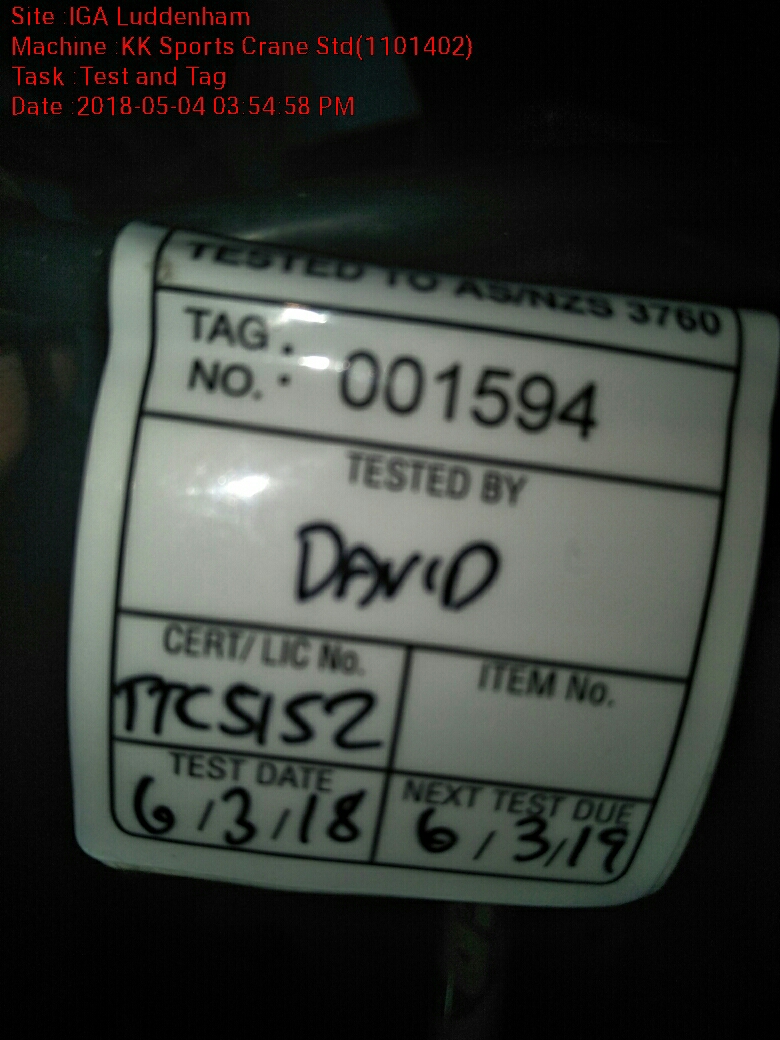 Site :IGA Luddenham
Machine :KK Sports Crane Std(1101402)
Task :Test and Tag
Date :2018-05-04 03:54:58 PM
TESTED TO AS/NZS 3760
TAG NO. : 001594
TESTED BY
DAVID
CERT/ LIC No.
TTC5152
ITEM No.
TEST DATE
6/3/18
NEXT TEST DUE
6/3/19